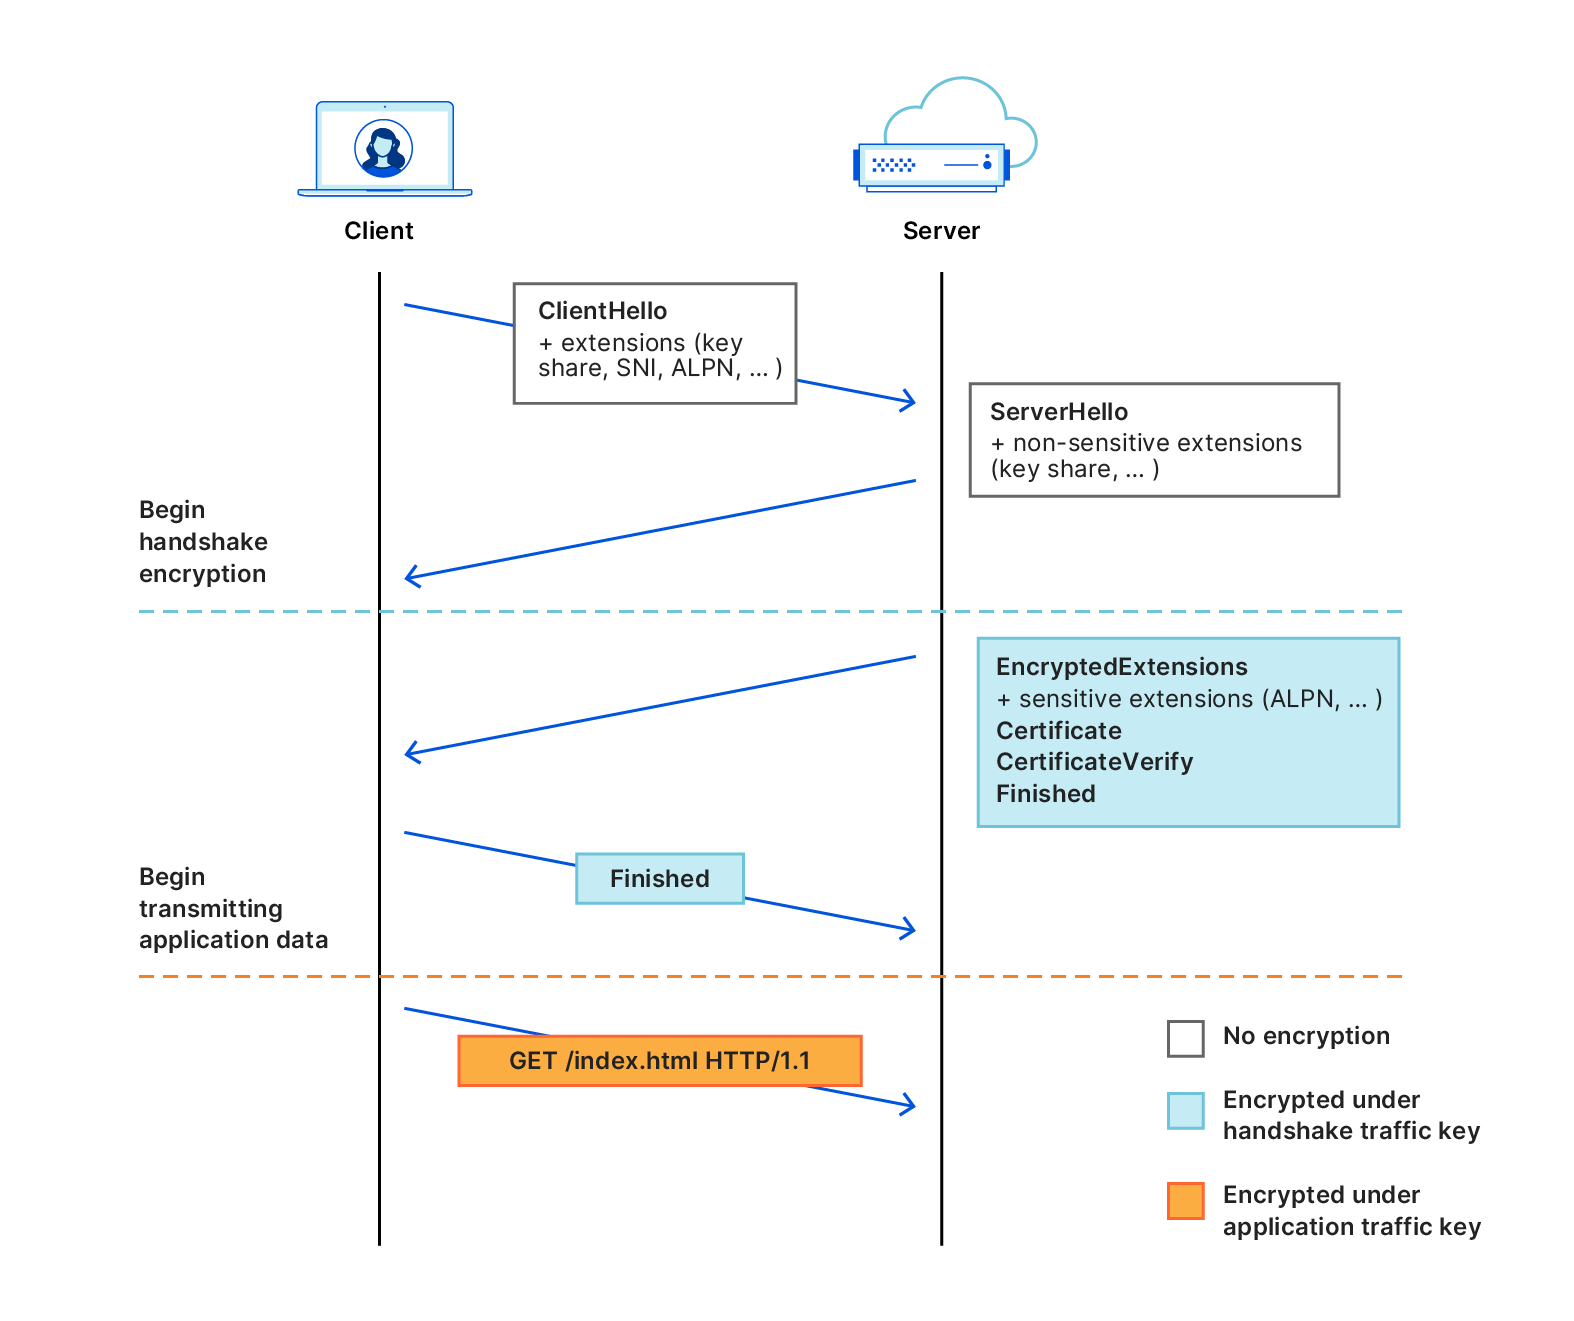 Client
Server
ClientHello
+ extensions (key
share, SNI, ALPN, ... )
ServerHello
+ non-sensitive extensions
(key share, ... )
Begin
handshake
encryption
EncryptedExtensions
+ sensitive extensions (ALPN, ... )
Certificate
CertificateVerify
Finished
Finished
Begin
transmitting
application data
GET /index.html HTTP/1.1
No encryption
Encrypted under
handshake traffic key
Encrypted under
application traffic key